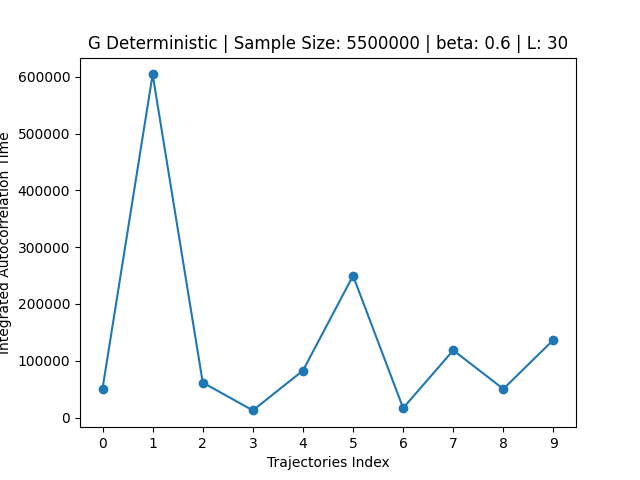 G Deterministic | Sample Size: 5500000 | beta: 0.6 | L: 30
Integrated Autocorrelation Time
600000
500000
400000
300000
200000
100000
0
0 1 2 3 4 5 6 7 8 9
Trajectories Index